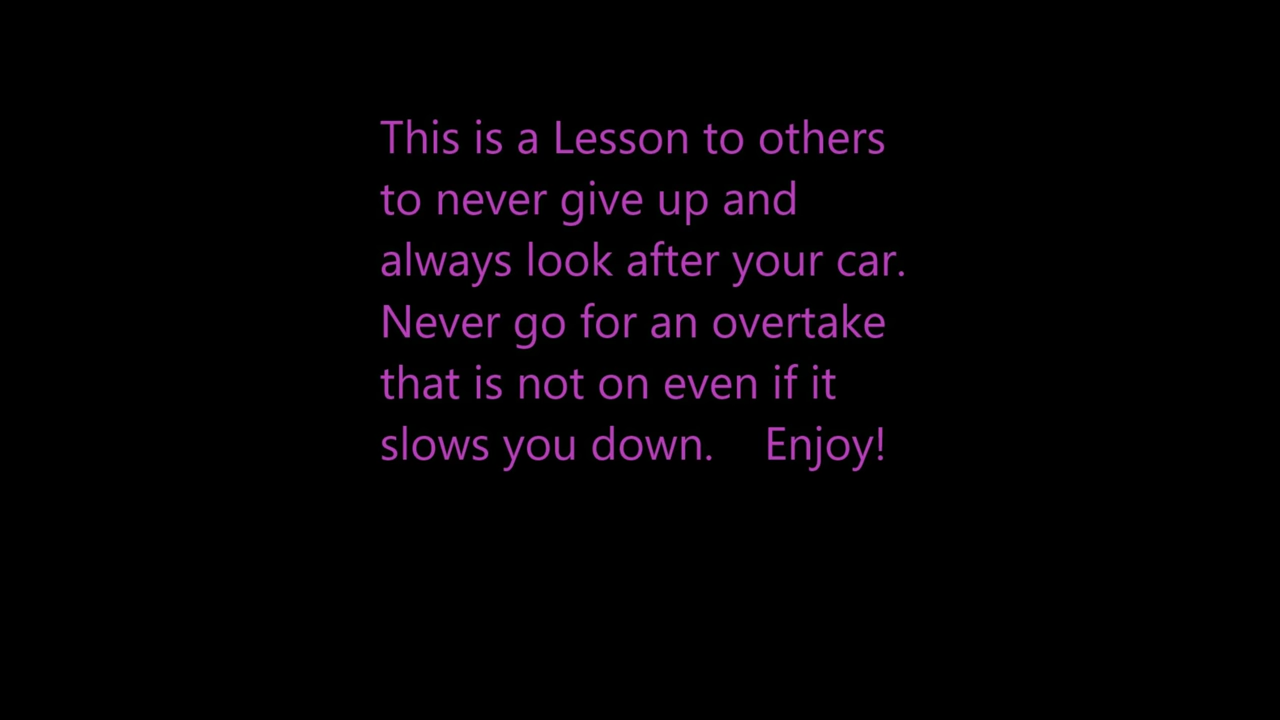 This is a Lesson to others
to never give up and
always look after your car.
Never go for an overtake
that is not on even if it
slows you down.    Enjoy!